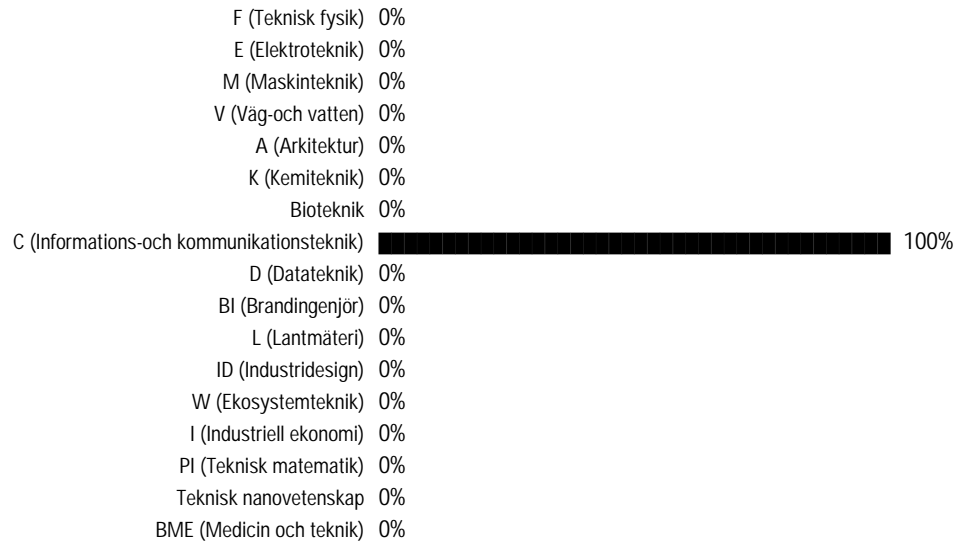 F (Teknisk fysik) 0%
E (Elektroteknik) 0%
M (Maskinteknik) 0%
V (Väg-och vatten) 0%
A (Arkitektur) 0%
K (Kemiteknik) 0%
Bioteknik 0%
C (Informations-och kommunikationsteknik) 100%
D (Datateknik) 0%
BI (Brandingenjör) 0%
L (Lantmäteri) 0%
ID (Industridesign) 0%
W (Ekosystemteknik) 0%
I (Industriell ekonomi) 0%
PI (Teknisk matematik) 0%
Teknisk nanovetenskap 0%
BME (Medicin och teknik) 0%